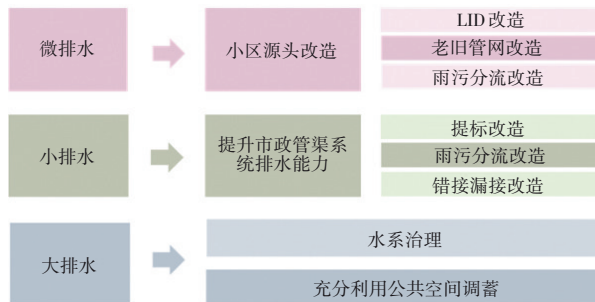 微排水
小区源头改造
LID改造
老旧管网改造
雨污分流改造
小排水
提升市政管渠系
统排水能力
提标改造
雨污分流改造
错接漏接改造
大排水
水系治理
充分利用公共空间调蓄